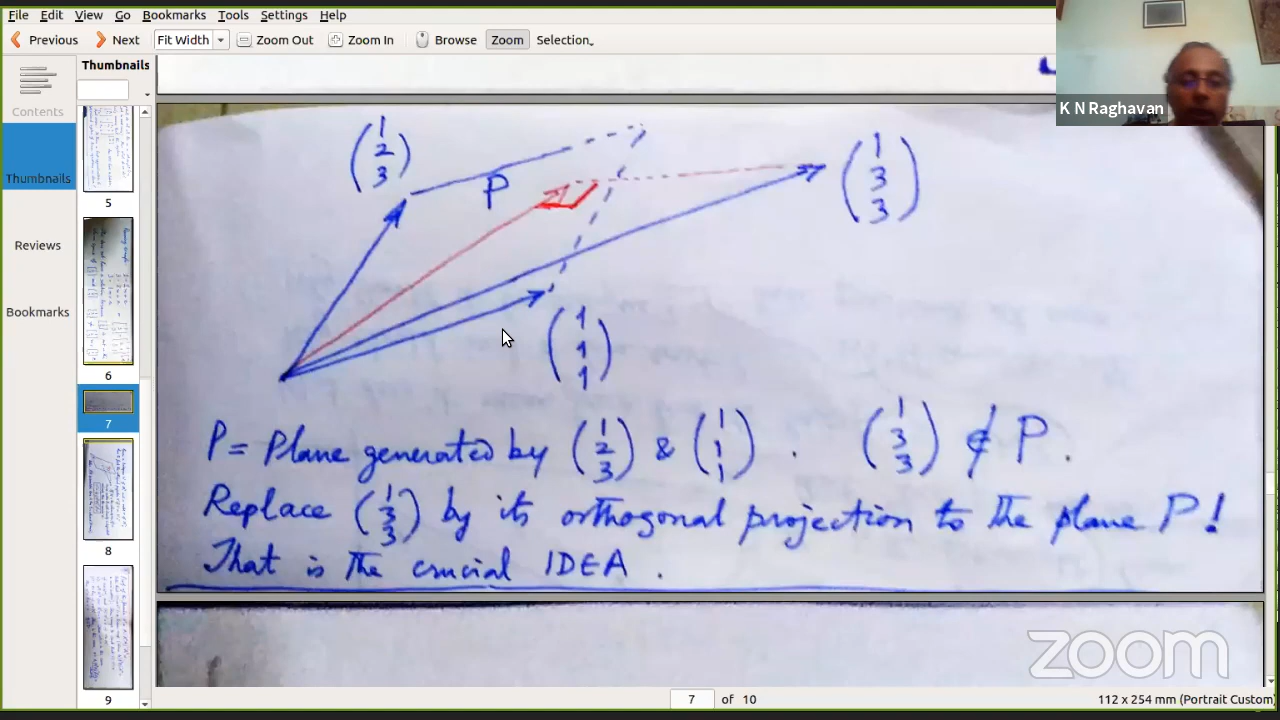 File Edit View Go Bookmarks Tools Settings Help
Previous Next Fit Width Zoom Out Zoom In Browse Zoom Selection
Thumbnails
Contents
Thumbnails
Reviews
Bookmarks
5
6
7
8
9
K N Raghavan
(1 2 3)
P
(1 3 3)
(1 1 1)
P = Plane generated by (1 2 3) & (1 1 1) . (1 3 3) ∉ P .
Replace (1 3 3) by its orthogonal projection to the plane P!
That is the crucial IDEA .
zoom
7 of 10
112 x 254 mm (Portrait Custom)